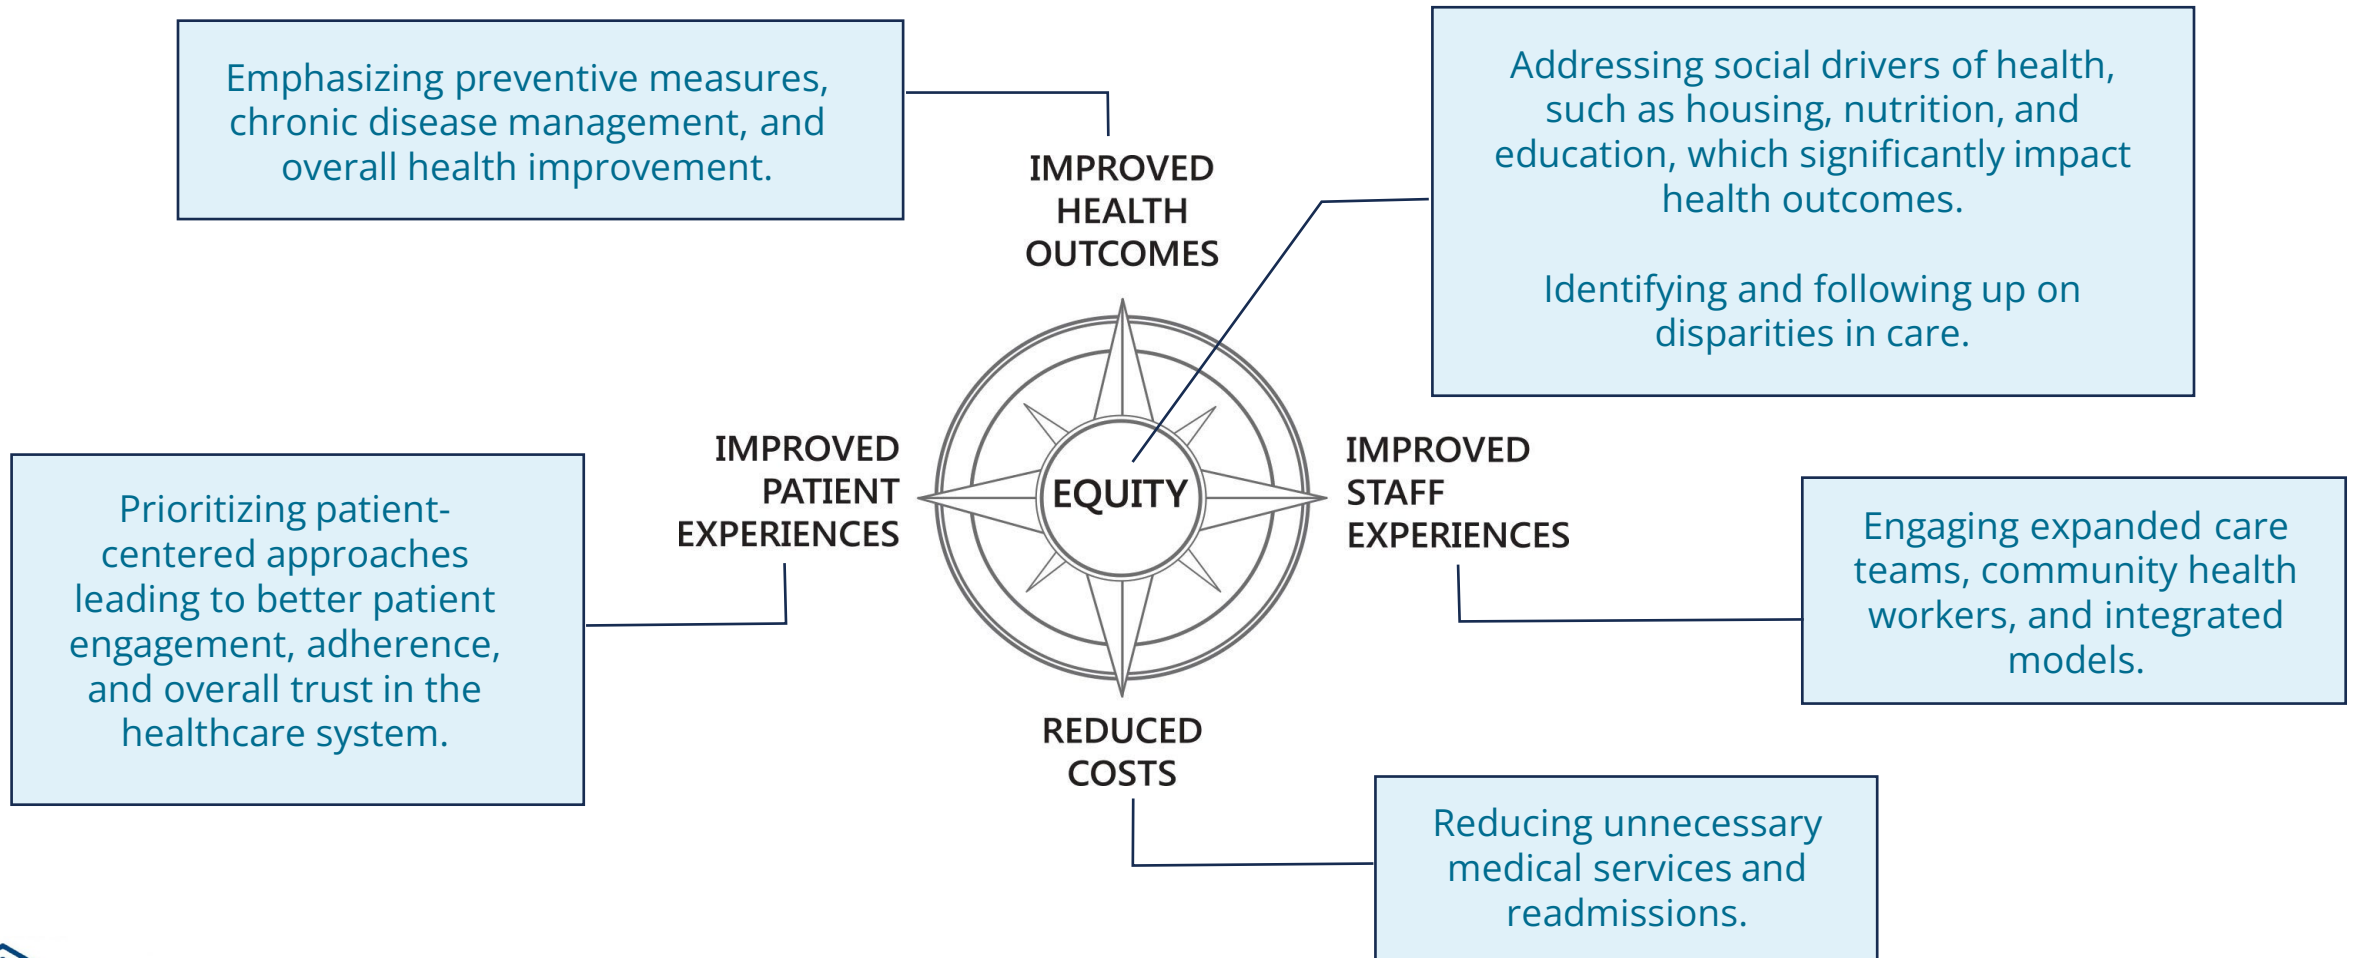 Emphasizing preventive measures,
chronic disease management, and
overall health improvement.
Addressing social drivers of health,
such as housing, nutrition, and
education, which significantly impact
health outcomes.
Identifying and following up on
disparities in care.
IMPROVED
HEALTH
OUTCOMES
IMPROVED
PATIENT
EXPERIENCES
EQUITY
IMPROVED
STAFF
EXPERIENCES
Prioritizing patient-
centered approaches
leading to better patient
engagement, adherence,
and overall trust in the
healthcare system.
Engaging expanded care
teams, community health
workers, and integrated
models.
REDUCED
COSTS
Reducing unnecessary
medical services and
readmissions.